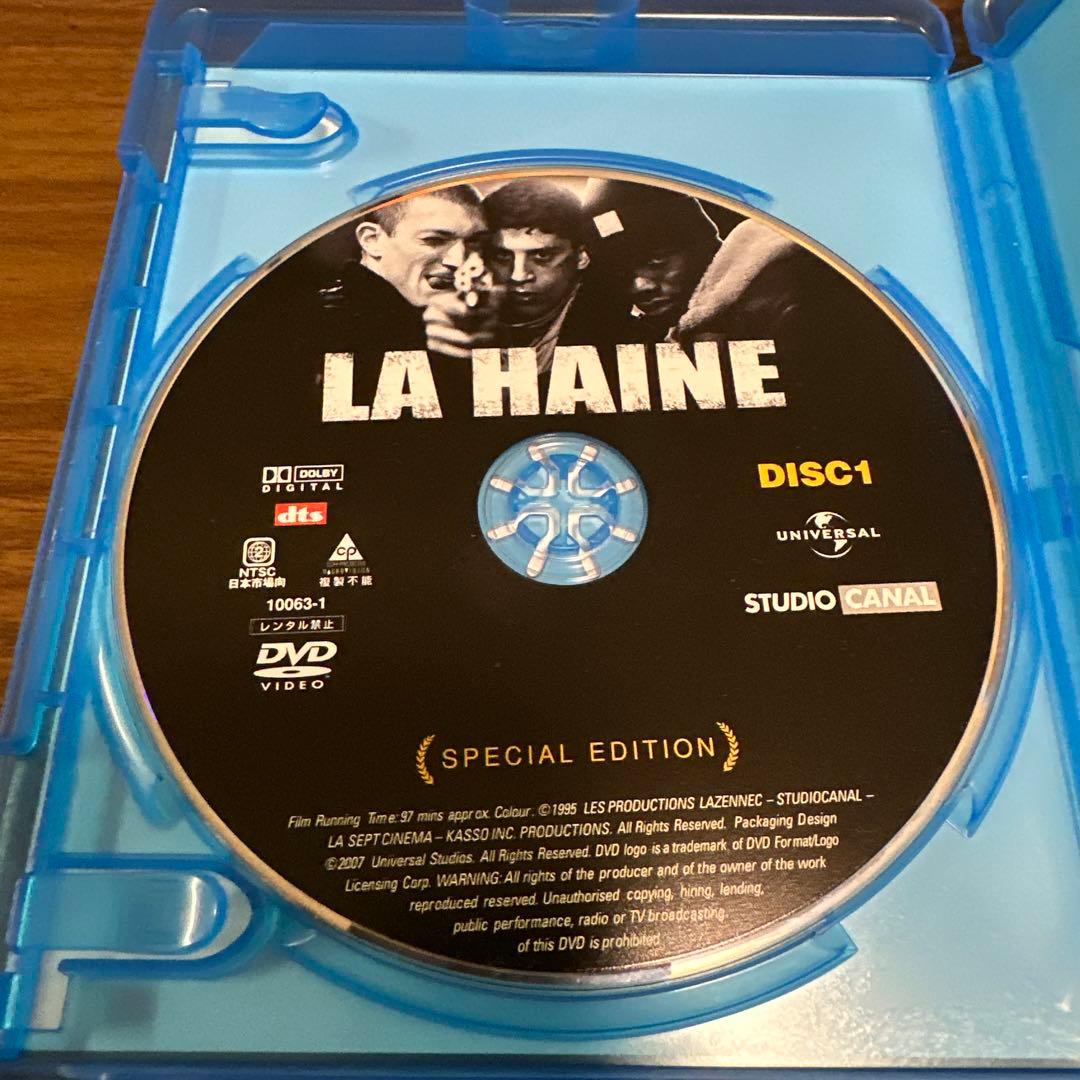 LA HAINE
DOLBY
DIGITAL
dts
2
NTSC
日本市場向
CP
複製不能
10063-1
レンタル禁止
DVD
VIDEO
DISC1
UNIVERSAL
STUDIO CANAL
SPECIAL EDITION
Film Running Time: 97 mins approx. Colour. ©1995 LES PRODUCTIONS LAZENNEC – STUDIOCANAL –
LA SEPT CINEMA – KASSO INC. PRODUCTIONS. All Rights Reserved. Packaging Design
©2007 Universal Studios. All Rights Reserved. DVD logo is a trademark of DVD Format/Logo
Licensing Corp. WARNING: All rights of the producer and of the owner of the work
reproduced reserved. Unauthorised copying, hiring, lending,
public performance, radio or TV broadcasting
of this DVD is prohibited